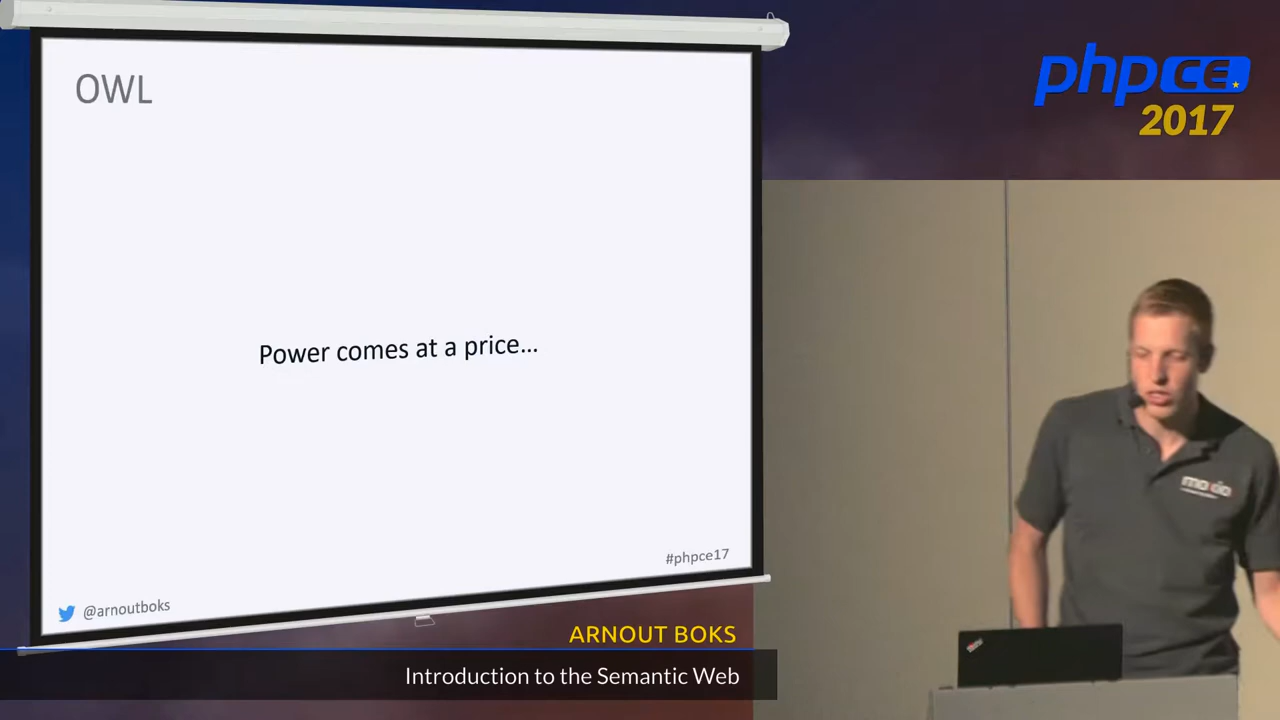 OWL
Power comes at a price...
#phpce17
@arnoutboks
phpCE
2017
ARNOUT BOKS
Introduction to the Semantic Web